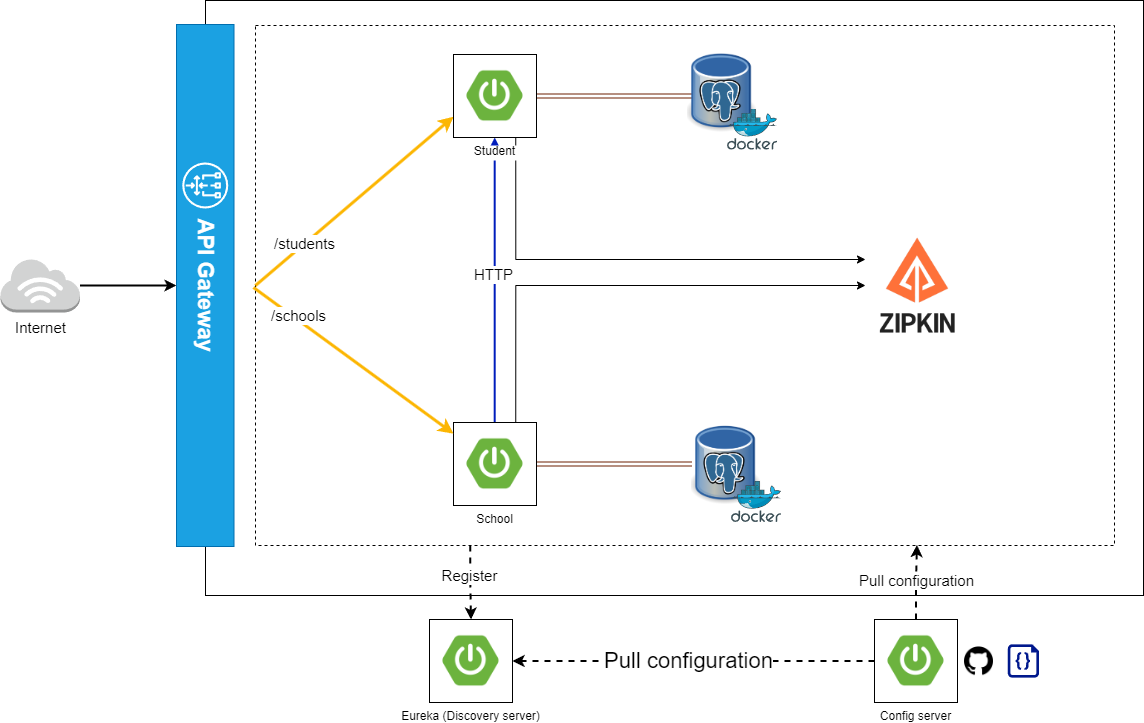 Student
docker
/students
API Gateway
HTTP
/schools
Internet
ZIPKIN
School
docker
Register
Pull configuration
Pull configuration
{}
Eureka (Discovery server)
Config server